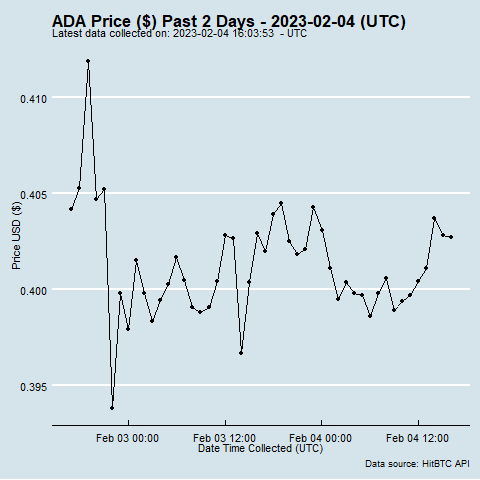 ADA Price ($) Past 2 Days - 2023-02-04 (UTC)
Latest data collected on: 2023-02-04 16:03:53 - UTC
0.410
0.405
0.400
0.395
Price USD ($)
Feb 03 00:00
Feb 03 12:00
Feb 04 00:00
Feb 04 12:00
Date Time Collected (UTC)
Data source: HitBTC API